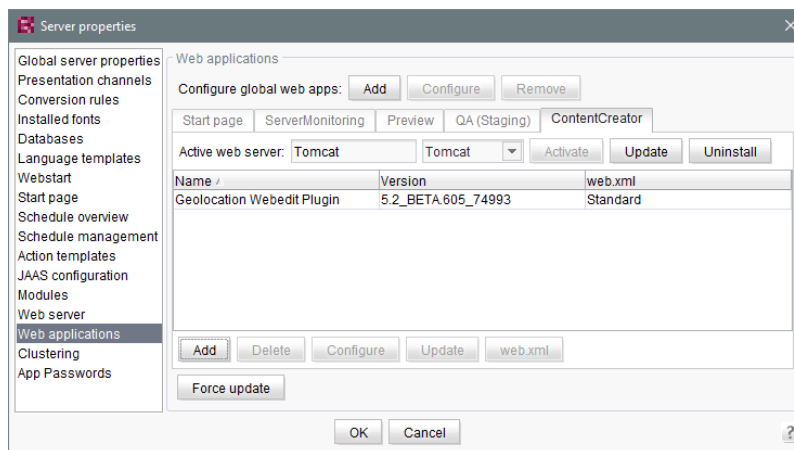 Server properties
Global server properties
Presentation channels
Conversion rules
Installed fonts
Databases
Language templates
Webstart
Start page
Schedule overview
Schedule management
Action templates
JAAS configuration
Modules
Web server
Web applications
Clustering
App Passwords
Web applications
Configure global web apps: Add Configure Remove
Start page ServerMonitoring Preview QA (Staging) ContentCreator
Active web server: Tomcat Tomcat Activate Update Uninstall
Name Version web.xml
Geolocation Webedit Plugin 5.2_BETA.605_74993 Standard
Add Delete Configure Update web.xml
Force update
OK Cancel
?